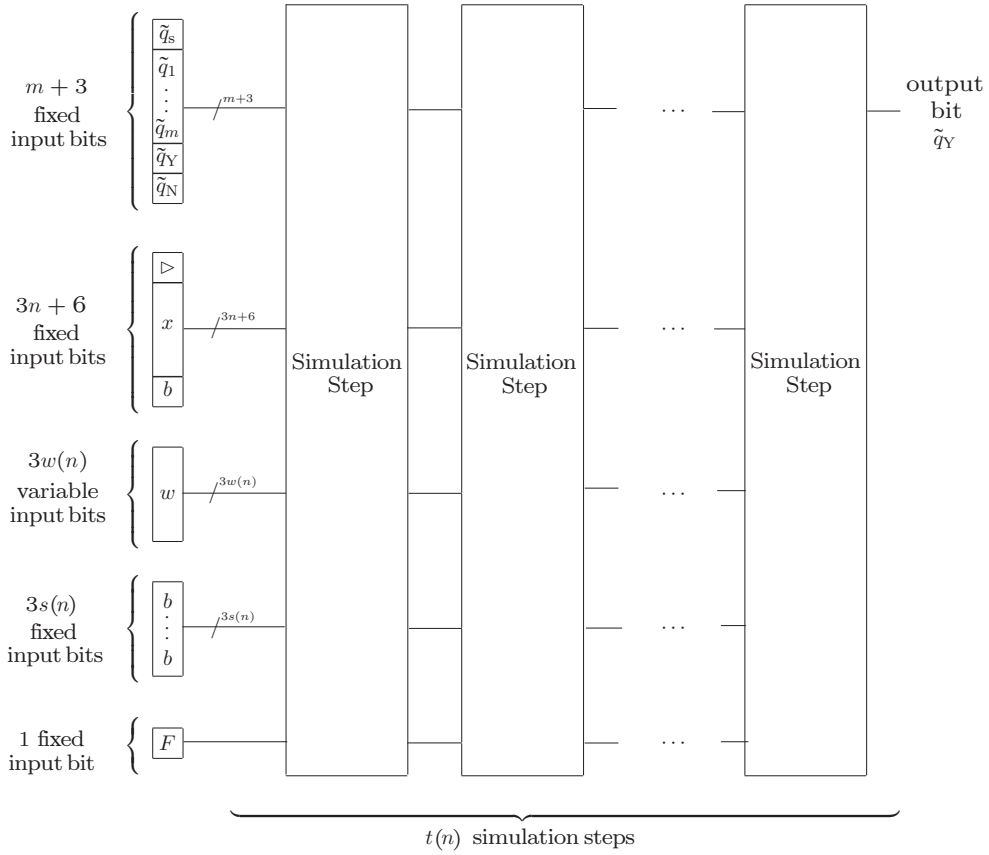 m + 3
fixed
input bits
q̃s
q̃1
⋮
q̃m
q̃Y
q̃N
m+3
...
output
bit
q̃Y
3n + 6
fixed
input bits
▷
x
b
3n+6
...
Simulation
Step
Simulation
Step
Simulation
Step
3w(n)
variable
input bits
w
3w(n)
...
3s(n)
fixed
input bits
b
⋮
b
3s(n)
...
1 fixed
input bit
F
...
t(n) simulation steps